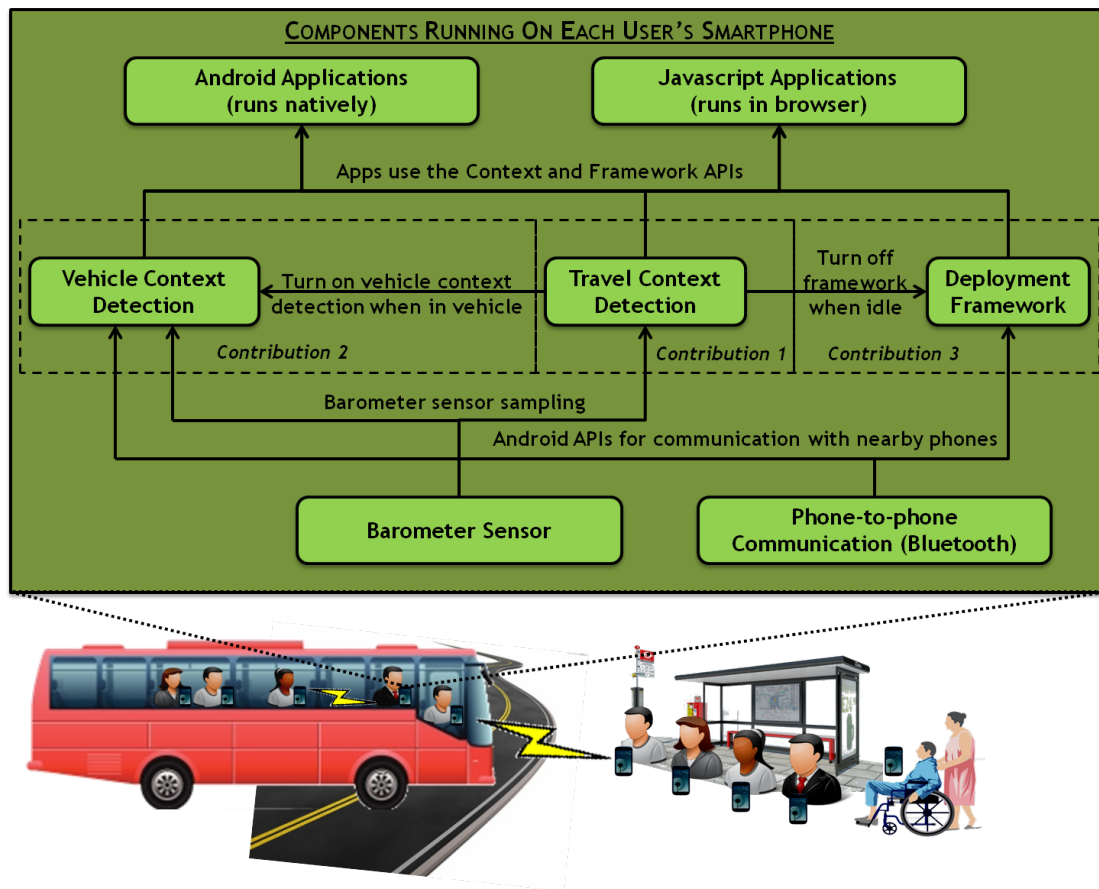 COMPONENTS RUNNING ON EACH USER'S SMARTPHONE
Android Applications
(runs natively)
Javascript Applications
(runs in browser)
Apps use the Context and Framework APIs
Vehicle Context
Detection
Turn on vehicle context
detection when in vehicle
Travel Context
Detection
Turn off
framework
when idle
Deployment
Framework
Contribution 2
Contribution 1
Contribution 3
Barometer sensor sampling
Android APIs for communication with nearby phones
Barometer Sensor
Phone-to-phone
Communication (Bluetooth)